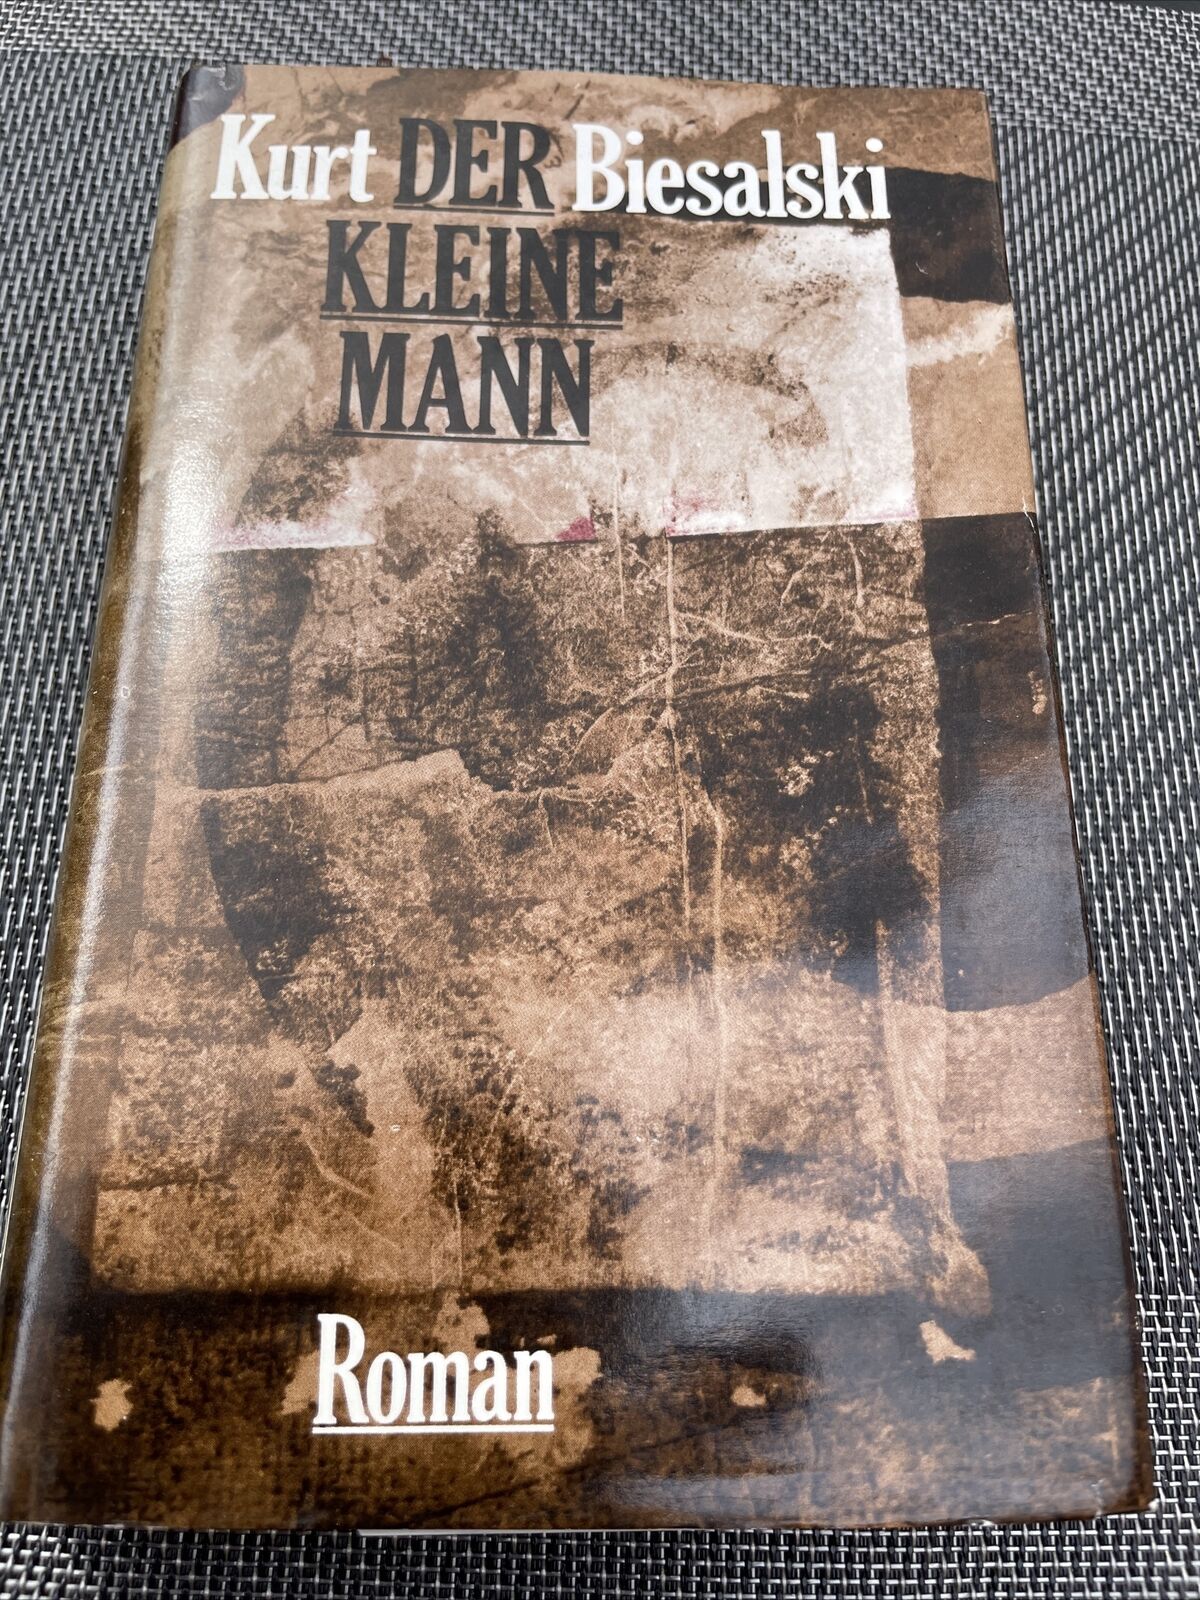 Kurt DER Biesalski
KLEINE
MANN
Roman